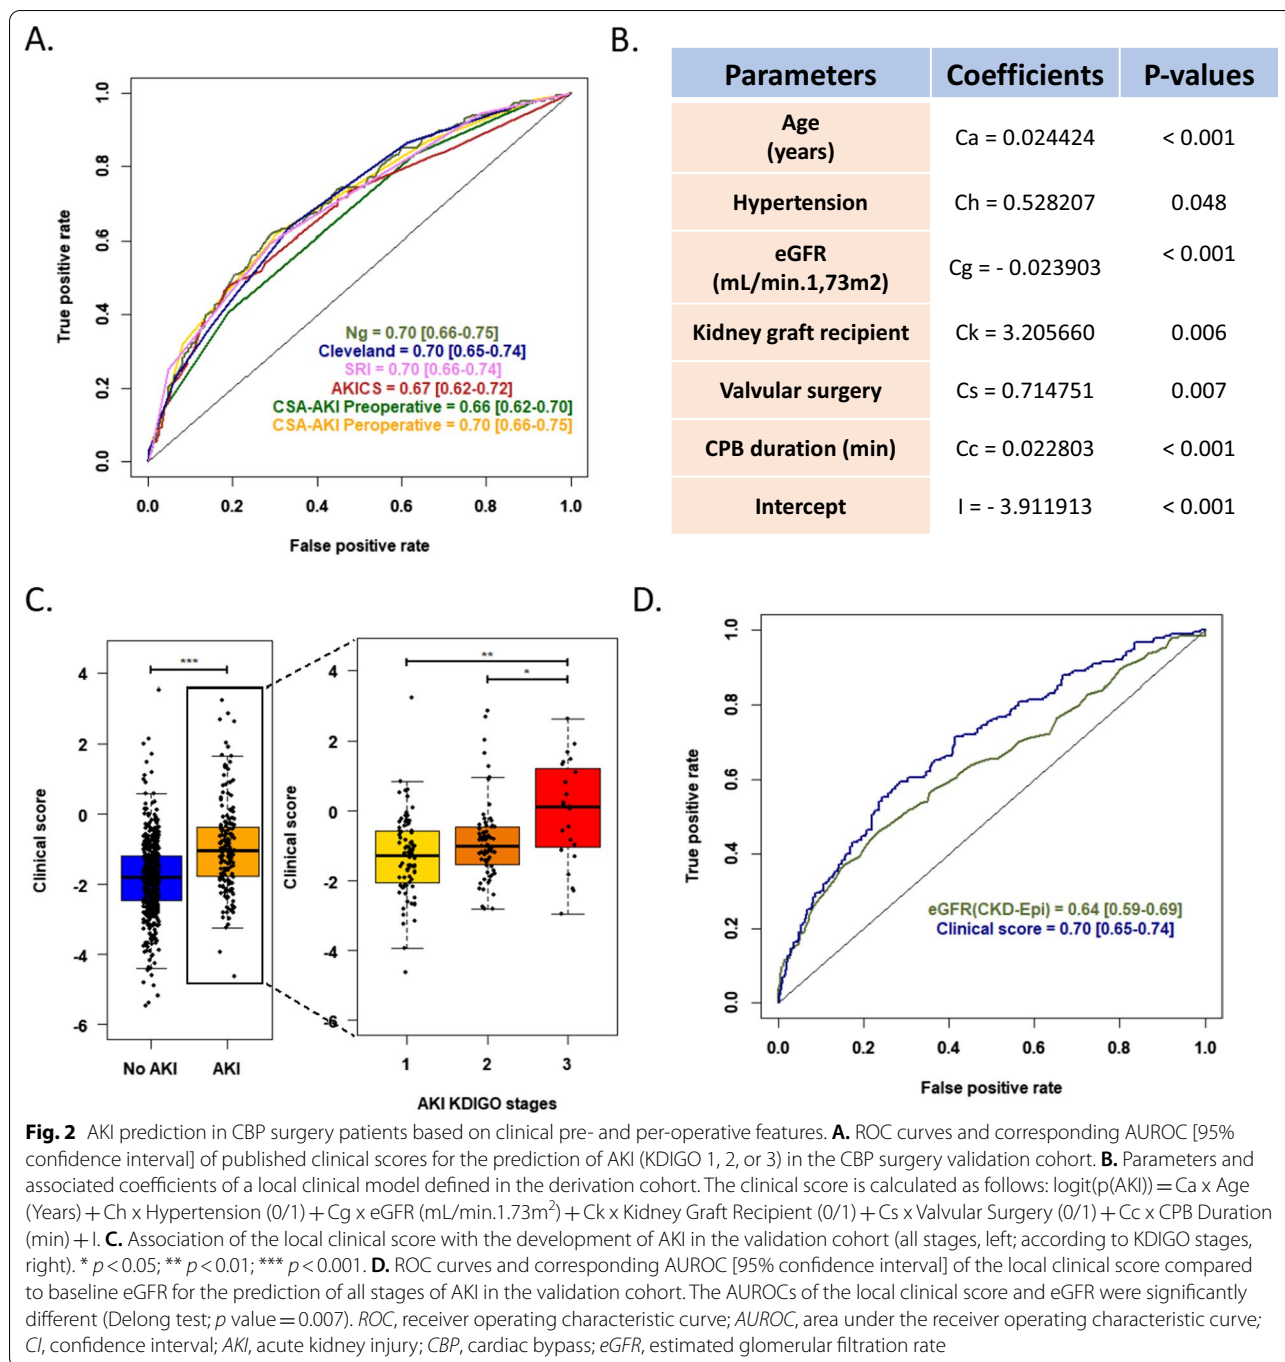 A.
True positive rate
1.0
0.8
0.6
0.4
0.2
0.0
Ng = 0.70 [0.66-0.75]
Cleveland = 0.70 [0.65-0.74]
SRI = 0.70 [0.66-0.74]
AKICS = 0.67 [0.62-0.72]
CSA-AKI Preoperative = 0.66 [0.62-0.70]
CSA-AKI Peroperative = 0.70 [0.66-0.75]
0.0 0.2 0.4 0.6 0.8 1.0
False positive rate
B.
Parameters Coefficients P-values
Age
(years) Ca = 0.024424 < 0.001
Hypertension Ch = 0.528207 0.048
eGFR
(mL/min.1,73m2) Cg = - 0.023903 < 0.001
Kidney graft recipient Ck = 3.205660 0.006
Valvular surgery Cs = 0.714751 0.007
CPB duration (min) Cc = 0.022803 < 0.001
Intercept I = - 3.911913 < 0.001
C.
Clinical score
4
2
0
-2
-4
-6
***
No AKI AKI
Clinical score
4
2
0
-2
-4
-6
**
*
1 2 3
AKI KDIGO stages
D.
True positive rate
1.0
0.8
0.6
0.4
0.2
0.0
eGFR(CKD-Epi) = 0.64 [0.59-0.69]
Clinical score = 0.70 [0.65-0.74]
0.0 0.2 0.4 0.6 0.8 1.0
False positive rate
Fig. 2 AKI prediction in CBP surgery patients based on clinical pre- and per-operative features. A. ROC curves and corresponding AUROC [95%
confidence interval] of published clinical scores for the prediction of AKI (KDIGO 1, 2, or 3) in the CBP surgery validation cohort. B. Parameters and
associated coefficients of a local clinical model defined in the derivation cohort. The clinical score is calculated as follows: logit(p(AKI)) = Ca x Age
(Years) + Ch x Hypertension (0/1) + Cg x eGFR (mL/min.1.73m²) + Ck x Kidney Graft Recipient (0/1) + Cs x Valvular Surgery (0/1) + Cc x CPB Duration
(min) + I. C. Association of the local clinical score with the development of AKI in the validation cohort (all stages, left; according to KDIGO stages,
right). * p < 0.05; ** p < 0.01; *** p < 0.001. D. ROC curves and corresponding AUROC [95% confidence interval] of the local clinical score compared
to baseline eGFR for the prediction of all stages of AKI in the validation cohort. The AUROCs of the local clinical score and eGFR were significantly
different (Delong test; p value = 0.007). ROC, receiver operating characteristic curve; AUROC, area under the receiver operating characteristic curve;
CI, confidence interval; AKI, acute kidney injury; CBP, cardiac bypass; eGFR, estimated glomerular filtration rate